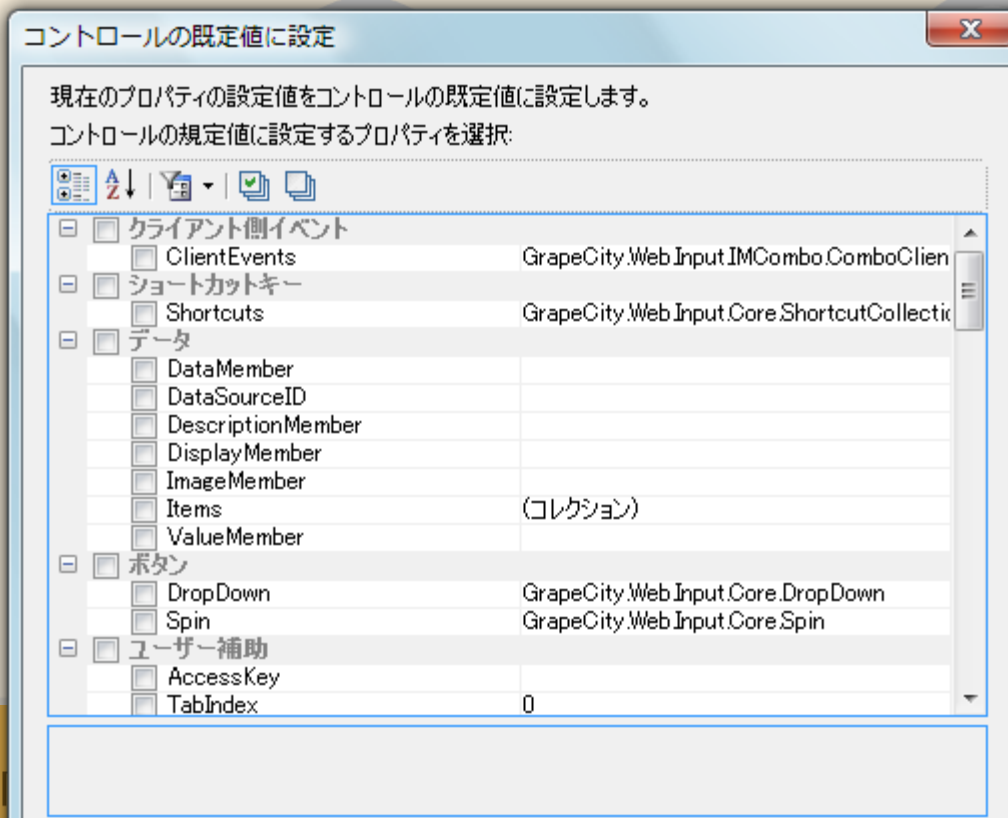 コントロールの既定値に設定
現在のプロパティの設定値をコントロールの既定値に設定します。
コントロールの規定値に設定するプロパティを選択:
クライアント側イベント
ClientEvents GrapeCity.Web.Input.IMCombo.ComboClien
ショートカットキー
Shortcuts GrapeCity.Web.Input.Core.ShortcutCollectio
データ
DataMember
DataSourceID
DescriptionMember
DisplayMember
ImageMember
Items (コレクション)
ValueMember
ボタン
DropDown GrapeCity.Web.Input.Core.DropDown
Spin GrapeCity.Web.Input.Core.Spin
ユーザー補助
AccessKey
TabIndex 0